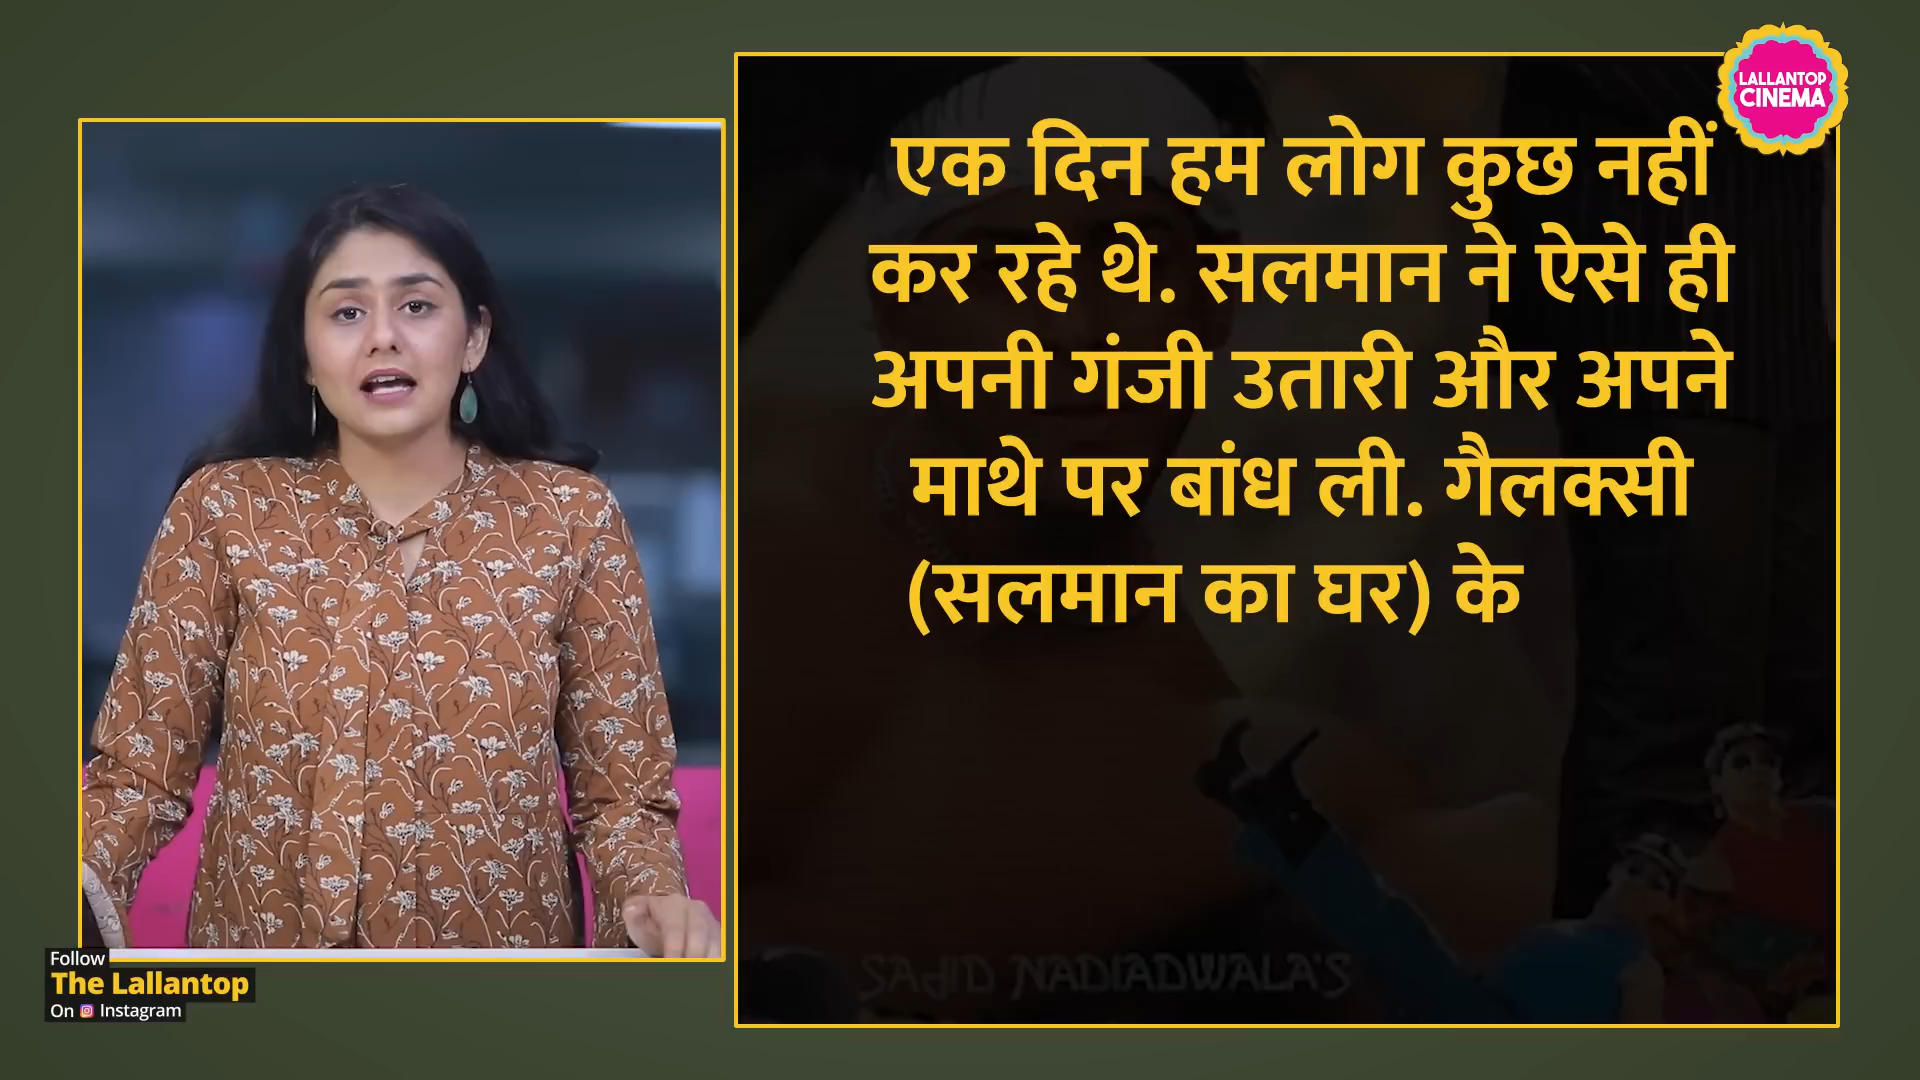 LALLANTOP
CINEMA
एक दिन हम लोग कुछ नहीं
कर रहे थे. सलमान ने ऐसे ही
अपनी गंजी उतारी और अपने
माथे पर बांध ली. गैलक्सी
(सलमान का घर) के
SAJID NADIADWALA'S
Follow
The Lallantop
On Instagram